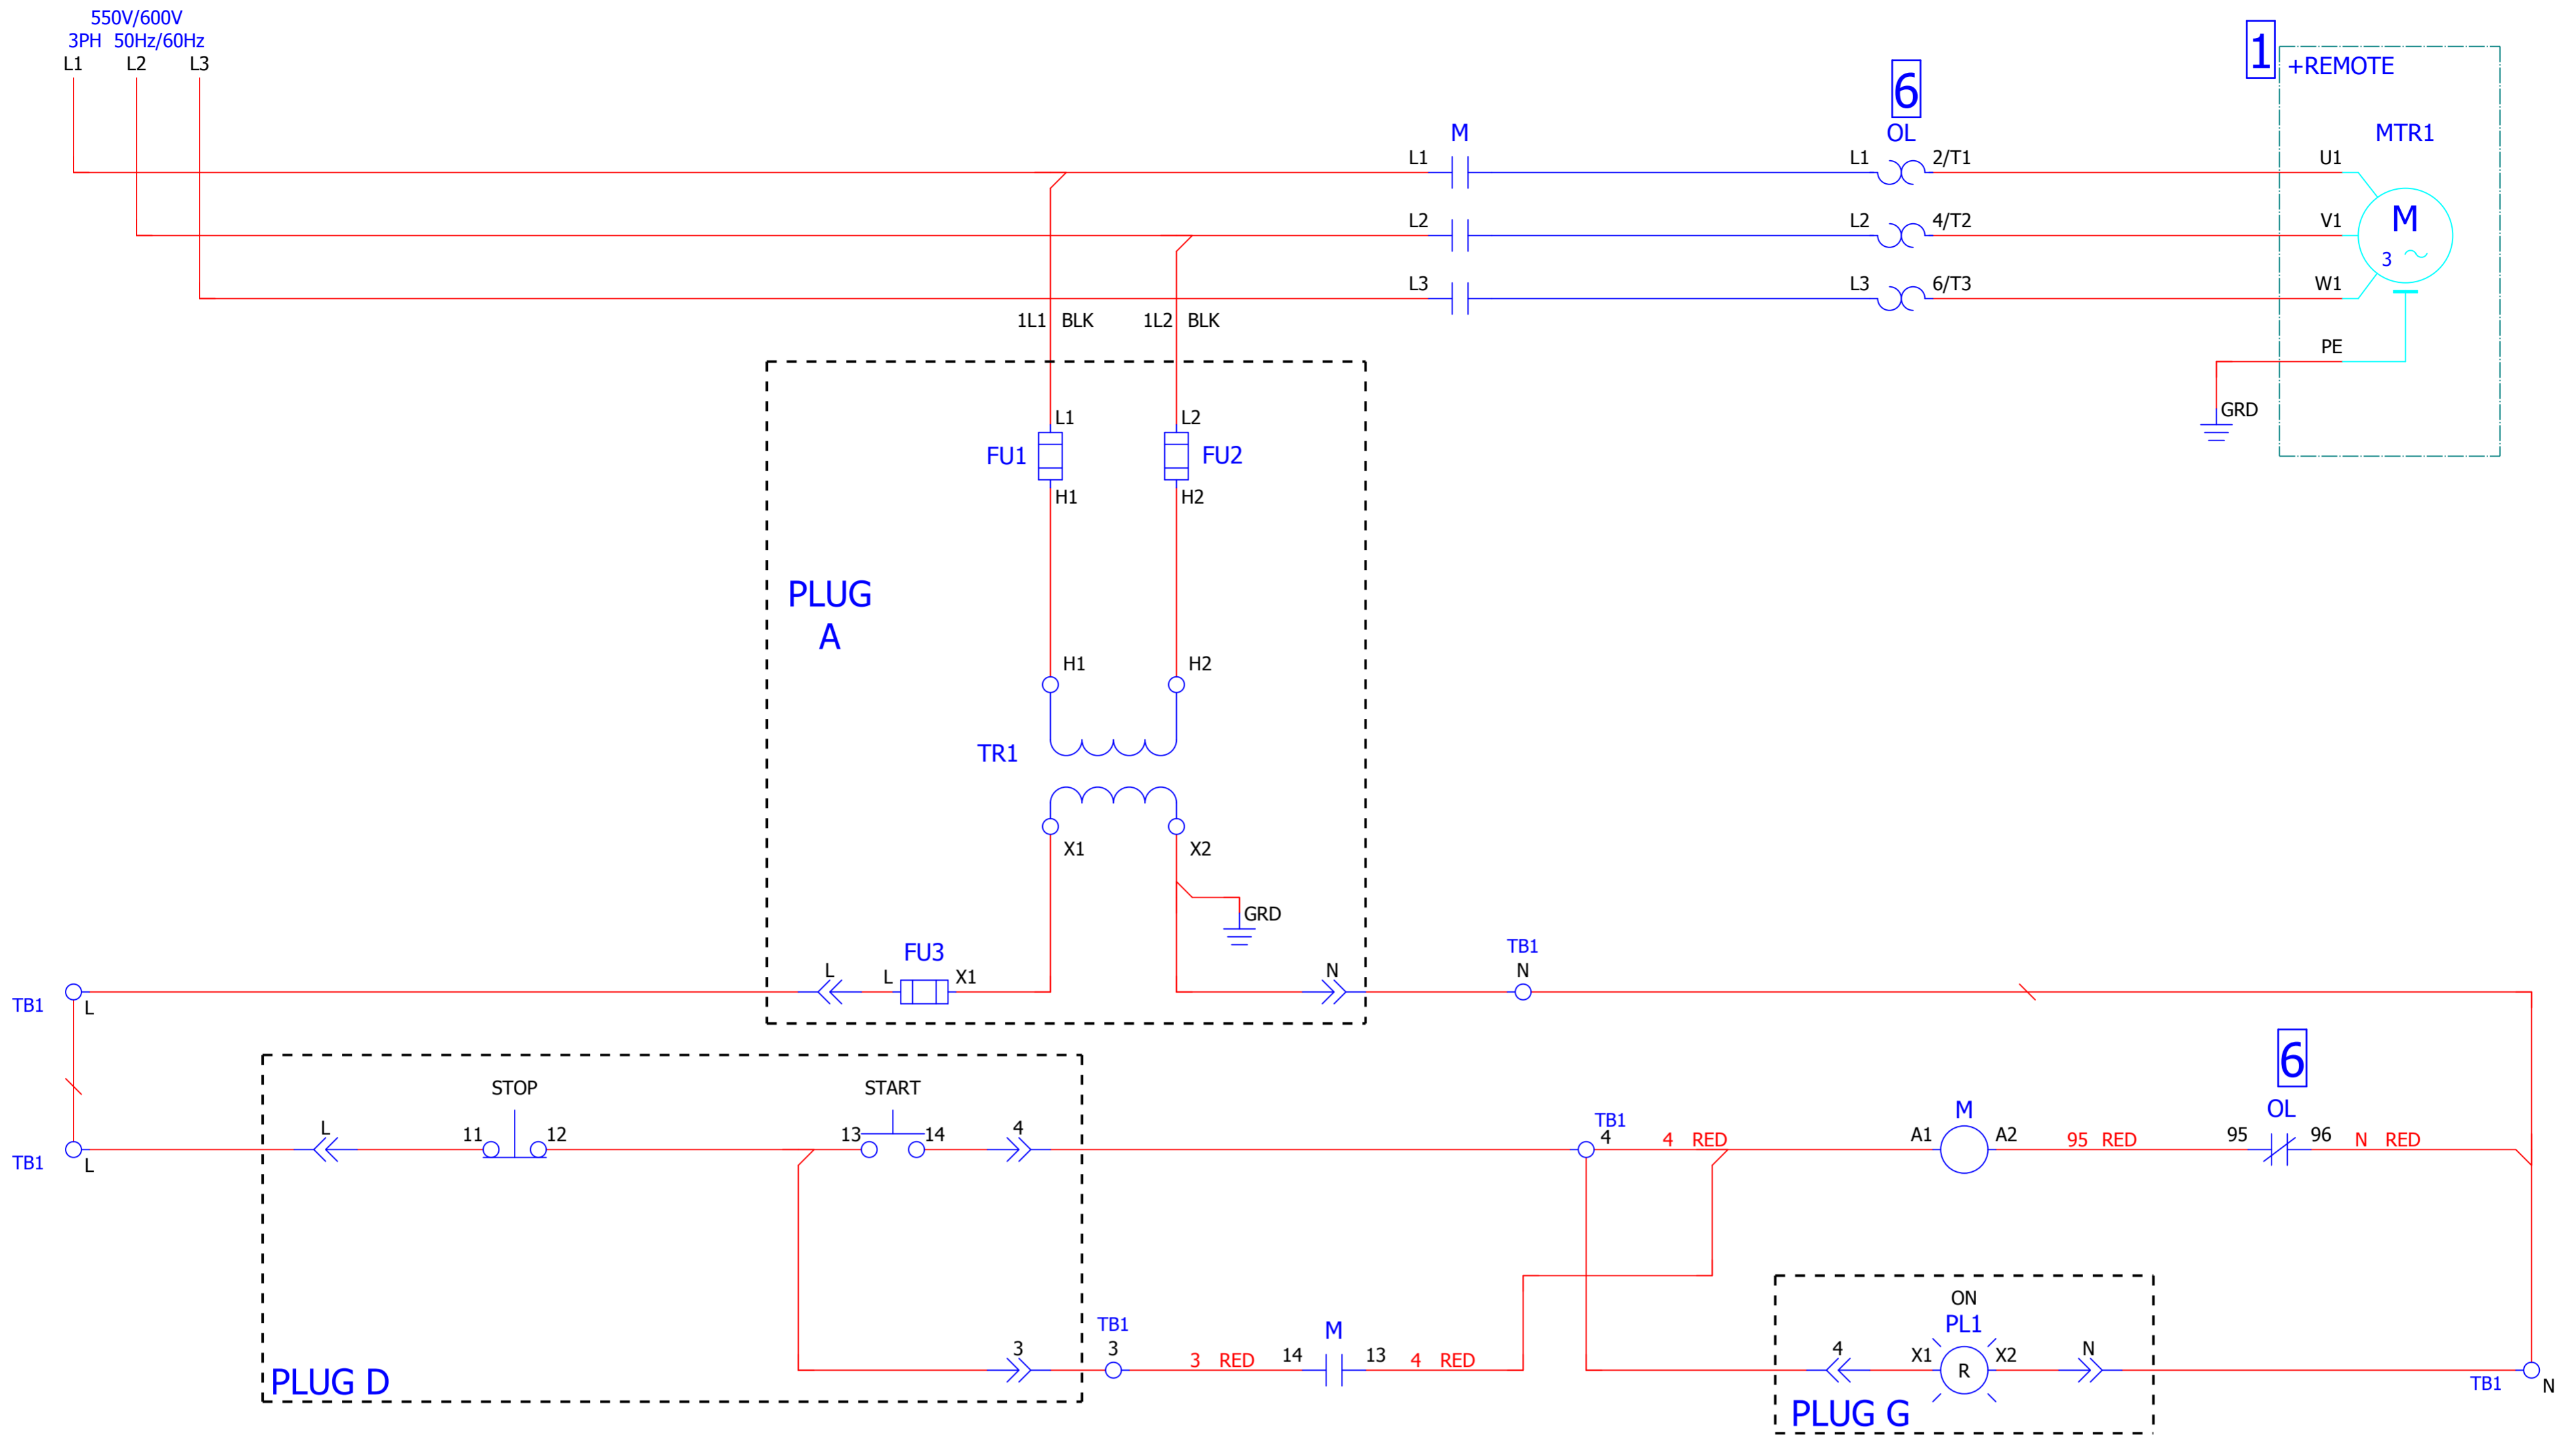 550V/600V
3PH 50Hz/60Hz
L1 L2 L3
1
+REMOTE
6
OL
M
MTR1
L1
L1
2/T1
U1
L2
L2
4/T2
V1
M
3
L3
L3
6/T3
W1
1L1 BLK
1L2 BLK
PE
GRD
L1
L2
FU1
FU2
H1
H2
PLUG
A
H1
H2
TR1
X1
X2
GRD
FU3
L
L
X1
N
TB1
N
TB1
L
6
STOP
START
TB1
4
M
OL
L
11
12
13
14
4
4 RED
A1
A2
95 RED
95
96
N RED
TB1
L
ON
PL1
TB1
3
3
3 RED
14
M
13
4 RED
4
X1
R
X2
N
TB1
N
PLUG D
PLUG G